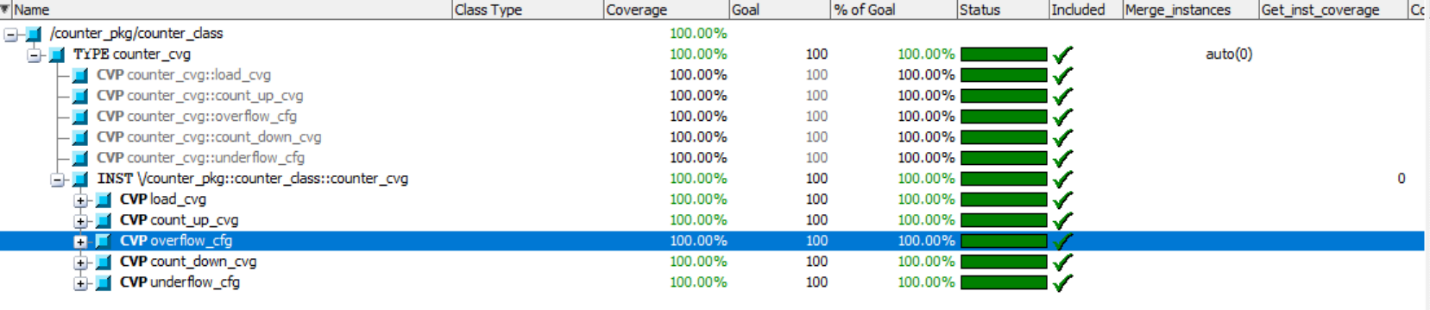 Name Class Type Coverage Goal % of Goal Status Included Merge_instances Get_inst_coverage Cc
/counter_pkg/counter_class 100.00%
TYPE counter_cvg 100.00% 100 100.00% auto(0)
CVP counter_cvg::load_cvg 100.00% 100 100.00%
CVP counter_cvg::count_up_cvg 100.00% 100 100.00%
CVP counter_cvg::overflow_cfg 100.00% 100 100.00%
CVP counter_cvg::count_down_cvg 100.00% 100 100.00%
CVP counter_cvg::underflow_cfg 100.00% 100 100.00%
INST \/counter_pkg::counter_class::counter_cvg 100.00% 100 100.00% 0
CVP load_cvg 100.00% 100 100.00%
CVP count_up_cvg 100.00% 100 100.00%
CVP overflow_cfg 100.00% 100 100.00%
CVP count_down_cvg 100.00% 100 100.00%
CVP underflow_cfg 100.00% 100 100.00%